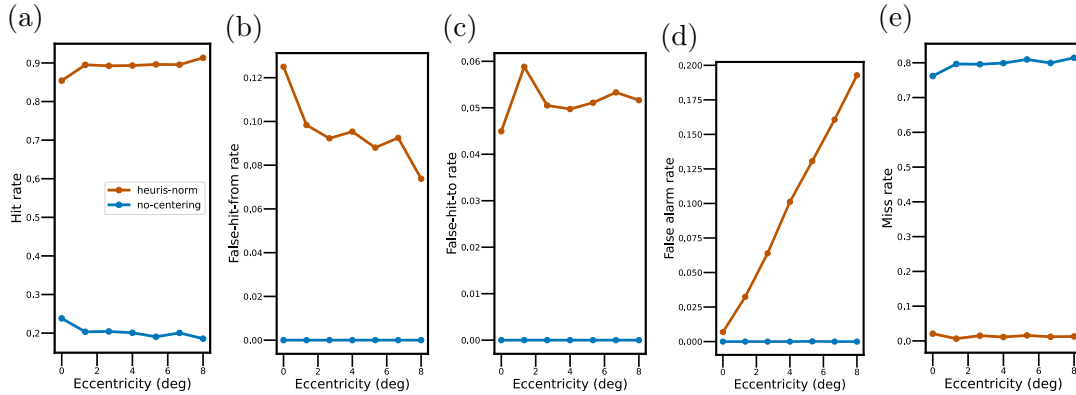 (a)
Hit rate
0.9
0.8
0.7
0.6
0.5
0.4
0.3
0.2
0 2 4 6 8
Eccentricity (deg)
heuris-norm
no-centering
(b)
False-hit-from rate
0.12
0.10
0.08
0.06
0.04
0.02
0.00
0 2 4 6 8
Eccentricity (deg)
(c)
False-hit-to rate
0.06
0.05
0.04
0.03
0.02
0.01
0.00
0 2 4 6 8
Eccentricity (deg)
(d)
False alarm rate
0.200
0.175
0.150
0.125
0.100
0.075
0.050
0.025
0.000
0 2 4 6 8
Eccentricity (deg)
(e)
Miss rate
0.8
0.7
0.6
0.5
0.4
0.3
0.2
0.1
0.0
0 2 4 6 8
Eccentricity (deg)